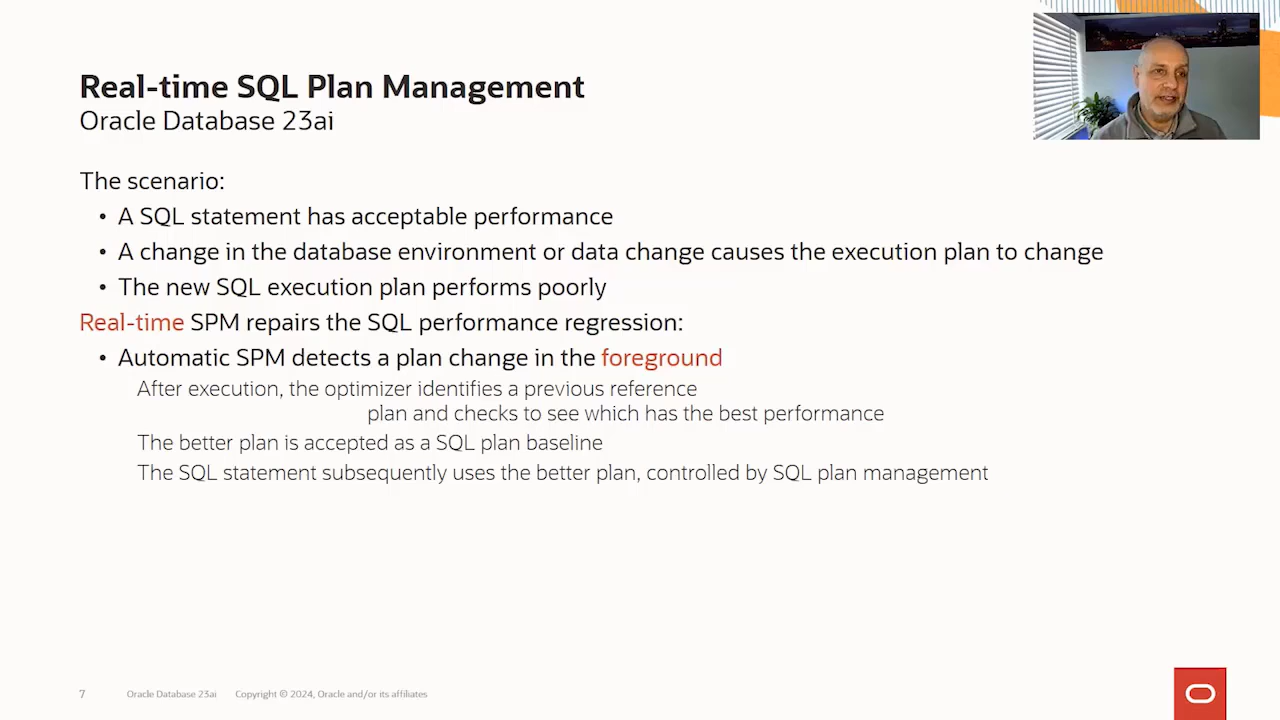 Real-time SQL Plan Management
Oracle Database 23ai
The scenario:
• A SQL statement has acceptable performance
• A change in the database environment or data change causes the execution plan to change
• The new SQL execution plan performs poorly
Real-time SPM repairs the SQL performance regression:
• Automatic SPM detects a plan change in the foreground
After execution, the optimizer identifies a previous reference
plan and checks to see which has the best performance
The better plan is accepted as a SQL plan baseline
The SQL statement subsequently uses the better plan, controlled by SQL plan management
7 Oracle Database 23ai Copyright © 2024, Oracle and/or its affiliates